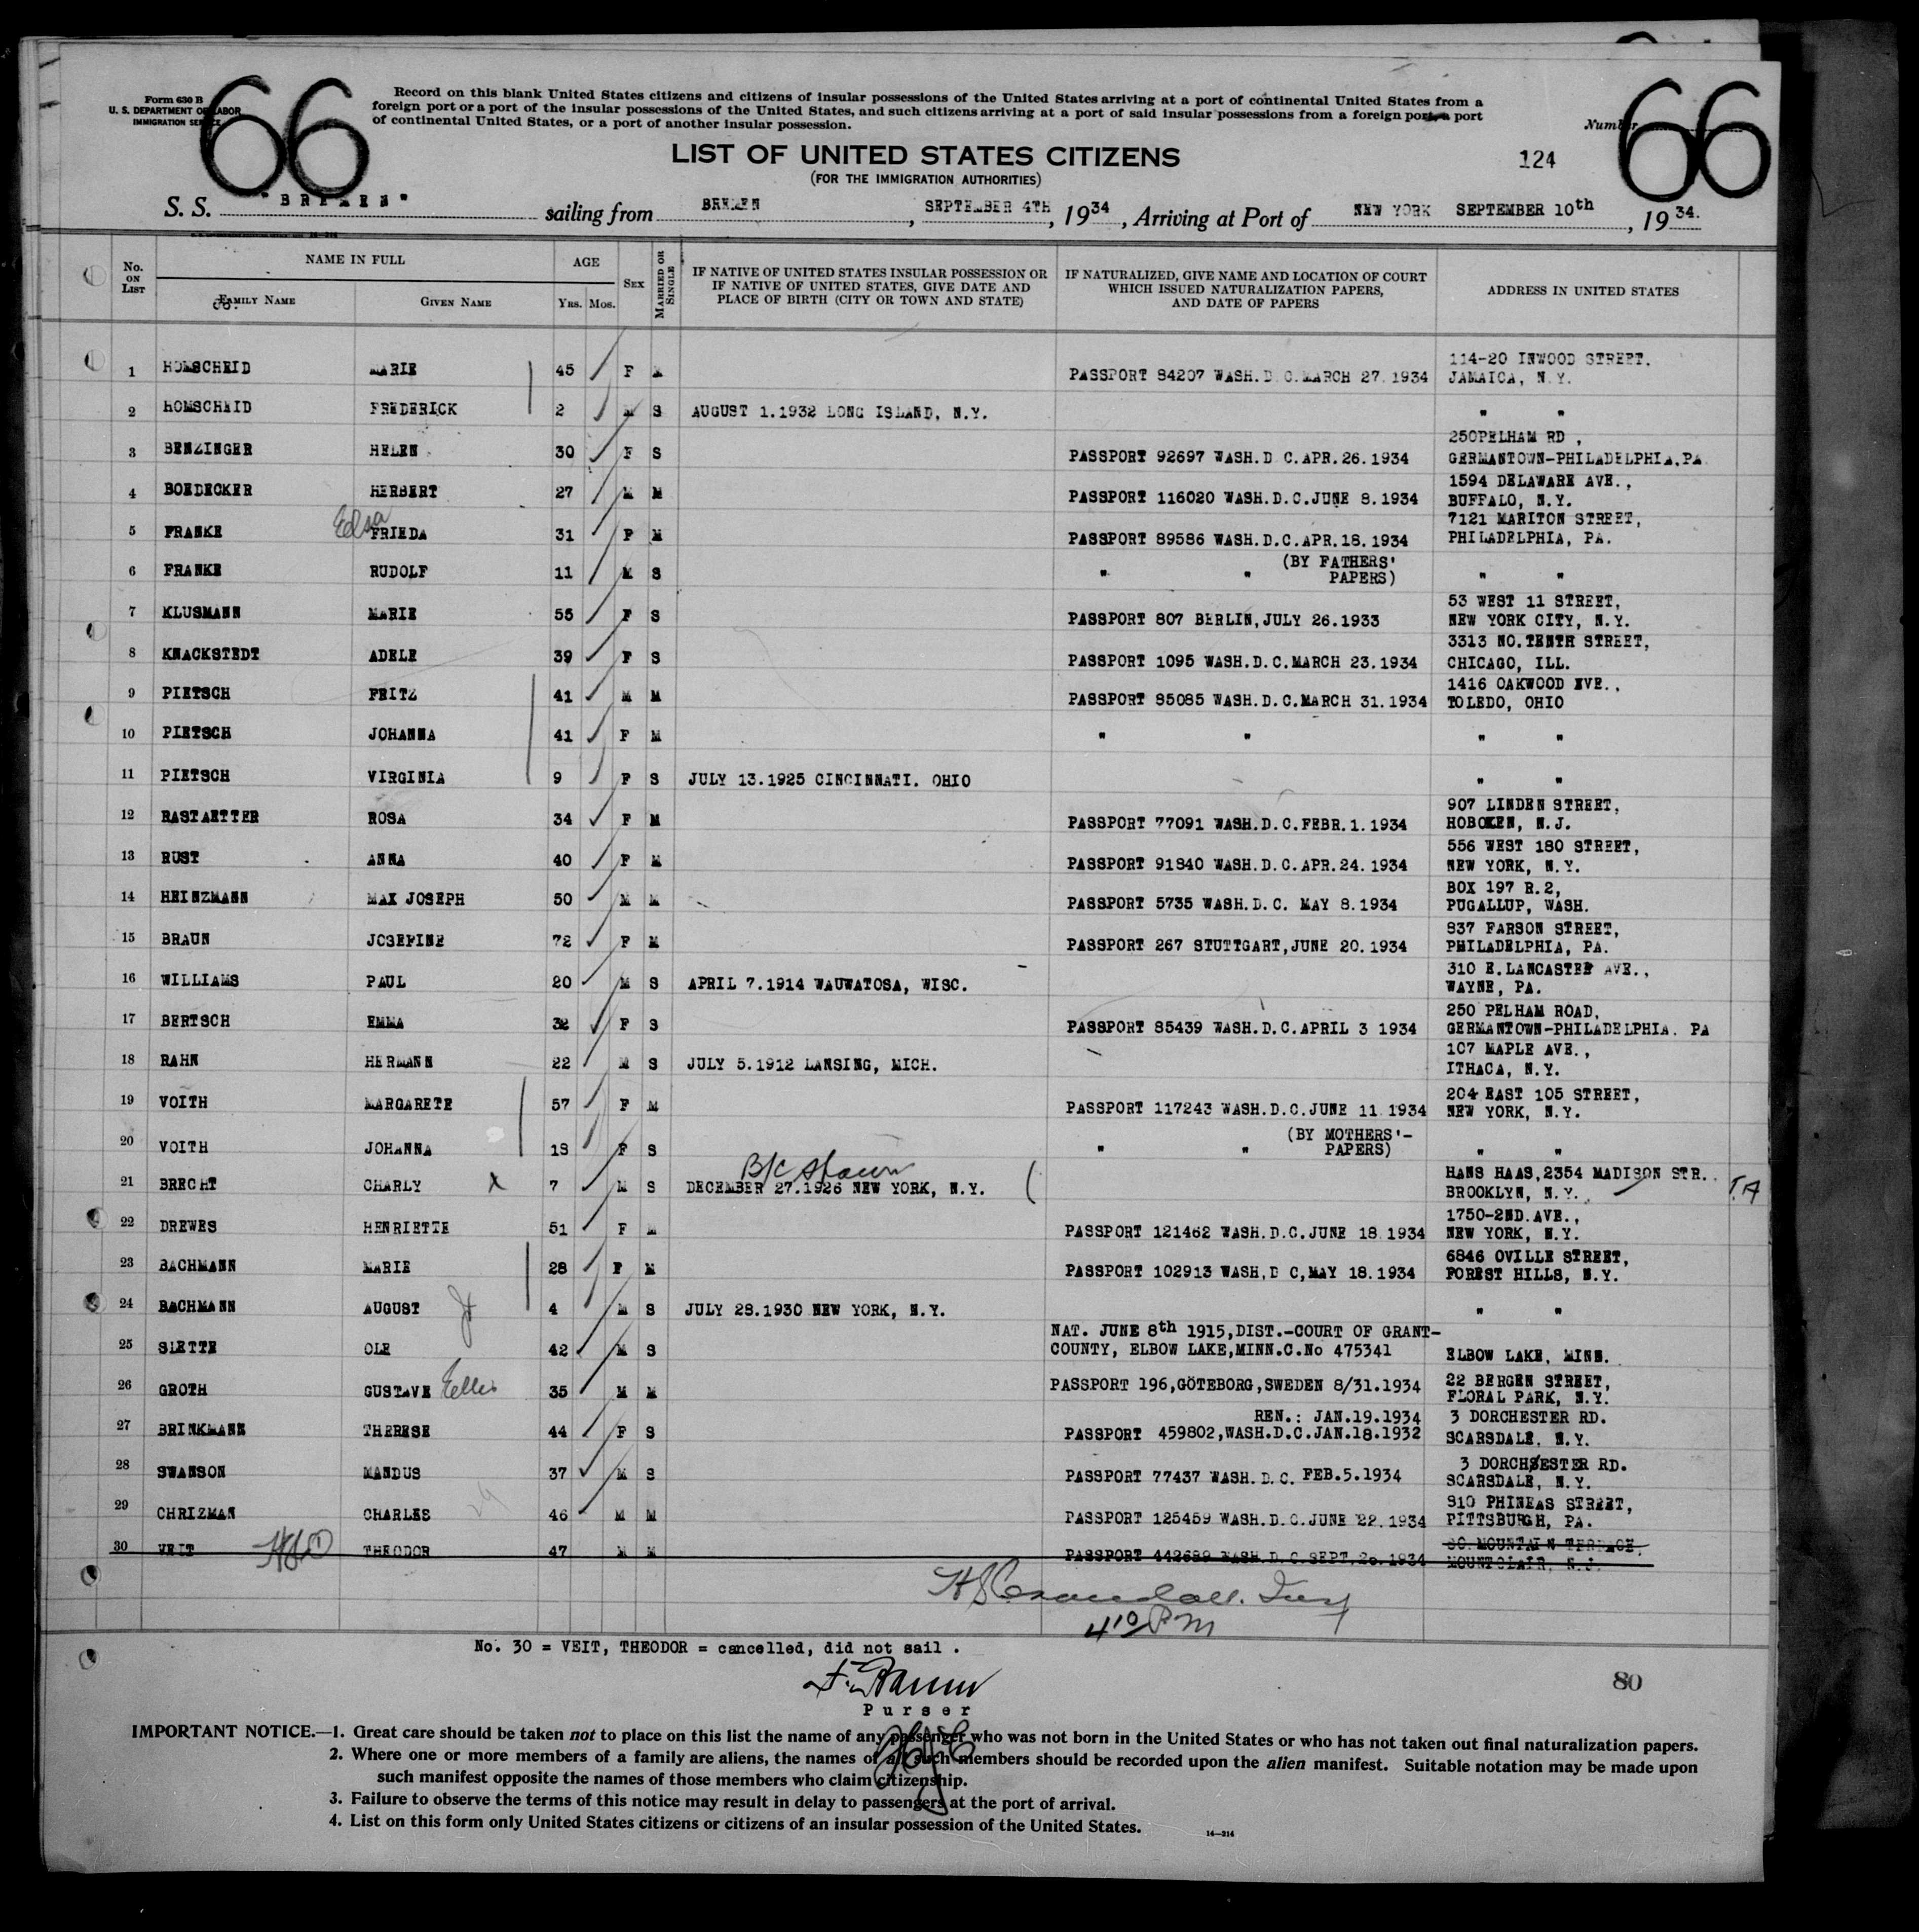 66
66
Form 630 B
U. S. DEPARTMENT OF LABOR
IMMIGRATION SERVICE
Record on this blank United States citizens and citizens of insular possessions of the United States arriving at a port of continental United States from a
foreign port or a port of the insular possessions of the United States, and such citizens arriving at a port of said insular possessions from a foreign port, a port
of continental United States, or a port of another insular possession.
Number
LIST OF UNITED STATES CITIZENS
(FOR THE IMMIGRATION AUTHORITIES)
124
S. S. "BREMEN" sailing from BREMEN, SEPTEMBER 4TH, 1934, Arriving at Port of NEW YORK SEPTEMBER 10th, 1934.
No. ON LIST
NAME IN FULL
FAMILY NAME
GIVEN NAME
AGE
Yrs. Mos.
SEX
MARRIED OR SINGLE
IF NATIVE OF UNITED STATES INSULAR POSSESSION OR
IF NATIVE OF UNITED STATES, GIVE DATE AND
PLACE OF BIRTH (CITY OR TOWN AND STATE)
IF NATURALIZED, GIVE NAME AND LOCATION OF COURT
WHICH ISSUED NATURALIZATION PAPERS,
AND DATE OF PAPERS
ADDRESS IN UNITED STATES
1 HOMSCHEID MARIE 45 F M PASSPORT 84207 WASH.D.C.MARCH 27.1934 114-20 INWOOD STREET.
JAMAICA, N.Y.
2 HOMSCHEID FREDERICK 2 M S AUGUST 1.1932 LONG ISLAND, N.Y. " "
3 BENZINGER HELEN 30 F S PASSPORT 92697 WASH.D.C.APR.26.1934 250PELHAM RD,
GERMANTOWN-PHILADELPHIA,PA
4 BOEDECKER HERBERT 27 M M PASSPORT 116020 WASH.D.C.JUNE 8.1934 1594 DELAWARE AVE.,
BUFFALO, N.Y.
5 FRANKE Edsa FRIEDA 31 F M PASSPORT 89586 WASH.D.C.APR.18.1934 7121 MARITON STREET,
PHILADELPHIA, PA.
6 FRANKE RUDOLF 11 M S " " (BY FATHERS'
PAPERS) " "
7 KLUSMANN MARIE 55 F S PASSPORT 807 BERLIN,JULY 26.1933 53 WEST 11 STREET,
NEW YORK CITY, N.Y.
8 KNACKSTEDT ADELE 39 F S PASSPORT 1095 WASH.D.C.MARCH 23.1934 3313 NO.TENTH STREET,
CHICAGO, ILL.
9 PIETSCH FRITZ 41 M M PASSPORT 85085 WASH.D.C.MARCH 31.1934 1416 OAKWOOD EVE.,
TOLEDO, OHIO
10 PIETSCH JOHANNA 41 F M " " " "
11 PIETSCH VIRGINIA 9 F S JULY 13.1925 CINCINNATI. OHIO " "
12 RASTAETTER ROSA 34 F M PASSPORT 77091 WASH.D.C.FEBR.1.1934 907 LINDEN STREET,
HOBOKEN, N.J.
13 RUST ANNA 40 F M PASSPORT 91840 WASH.D.C.APR.24.1934 556 WEST 180 STREET,
NEW YORK, N.Y.
14 HEINZMANN MAX JOSEPH 50 M M PASSPORT 5735 WASH.D.C. MAY 8.1934 BOX 197 R.2,
PUGALLUP, WASH.
15 BRAUN JOSEFINE 72 F M PASSPORT 267 STUTTGART,JUNE 20.1934 837 FARSON STREET,
PHILADELPHIA, PA.
16 WILLIAMS PAUL 20 M S APRIL 7.1914 WAUWATOSA, WISC. 310 E.LANCASTER AVE.,
WAYNE, PA.
17 BERTSCH EMMA 32 F S PASSPORT 85439 WASH.D.C.APRIL 3 1934 250 PELHAM ROAD,
GERMANTOWN-PHILADELPHIA. PA
18 RAHN HERMANN 22 M S JULY 5.1912 LANSING, MICH. 107 MAPLE AVE.,
ITHACA, N.Y.
19 VOITH MARGARETE 57 F M PASSPORT 117243 WASH.D.C.JUNE 11.1934 204 EAST 105 STREET,
NEW YORK, N.Y.
20 VOITH JOHANNA 18 F S " " (BY MOTHERS'-
PAPERS) " "
B/C shown
21 BRECHT CHARLY X 7 M S DECEMBER 27.1926 NEW YORK, N.Y. HANS HAAS,2354 MADISON STR.
BROOKLYN, N.Y.
22 DREWES HENRIETTE 51 F M PASSPORT 121462 WASH.D.C.JUNE 18.1934 1750-2ND.AVE.,
NEW YORK, N.Y.
23 BACHMANN MARIE 28 F M PASSPORT 102913 WASH,D C,MAY 18.1934 6846 OVILLE STREET,
FOREST HILLS, N.Y.
24 BACHMANN AUGUST Jr 4 M S JULY 28.1930 NEW YORK, N.Y. " "
25 SLETTE OLE 42 M S NAT. JUNE 8th 1915,DIST.-COURT OF GRANT-
COUNTY, ELBOW LAKE,MINN.C.No 475341 ELBOW LAKE, MINN.
26 GROTH GUSTAVE 35 M M PASSPORT 196,GÖTEBORG,SWEDEN 8/31.1934 22 BERGEN STREET,
FLORAL PARK, N.Y.
27 BRINKMANN THERESE 44 F S REN.: JAN.19.1934
PASSPORT 459802,WASH.D.C.JAN.18.1932 3 DORCHESTER RD.
SCARSDALE, N.Y.
28 SWANSON MANDUS 37 M S PASSPORT 77437 WASH.D.C. FEB.5.1934 3 DORCHSESTER RD.
SCARSDALE, N.Y.
29 CHRIZMAN CHARLES 46 M M PASSPORT 125459 WASH.D.C.JUNE 22.1934 910 PHINEAS STREET,
PITTSBURGH, PA.
30 VEIT THEODOR 47 M M PASSPORT 442689 WASH.D.C.SEPT.26.1934 MOUNTAIN TERRACE.
MOUNTCLAIR, N.J.
HS Crandall. Insp
4 10 P m
No. 30 = VEIT, THEODOR = cancelled, did not sail .
Purser
80
IMPORTANT NOTICE.—1. Great care should be taken not to place on this list the name of any passenger who was not born in the United States or who has not taken out final naturalization papers.
2. Where one or more members of a family are aliens, the names of all such members should be recorded upon the alien manifest. Suitable notation may be made upon
such manifest opposite the names of those members who claim citizenship.
3. Failure to observe the terms of this notice may result in delay to passengers at the port of arrival.
4. List on this form only United States citizens or citizens of an insular possession of the United States.
14—214